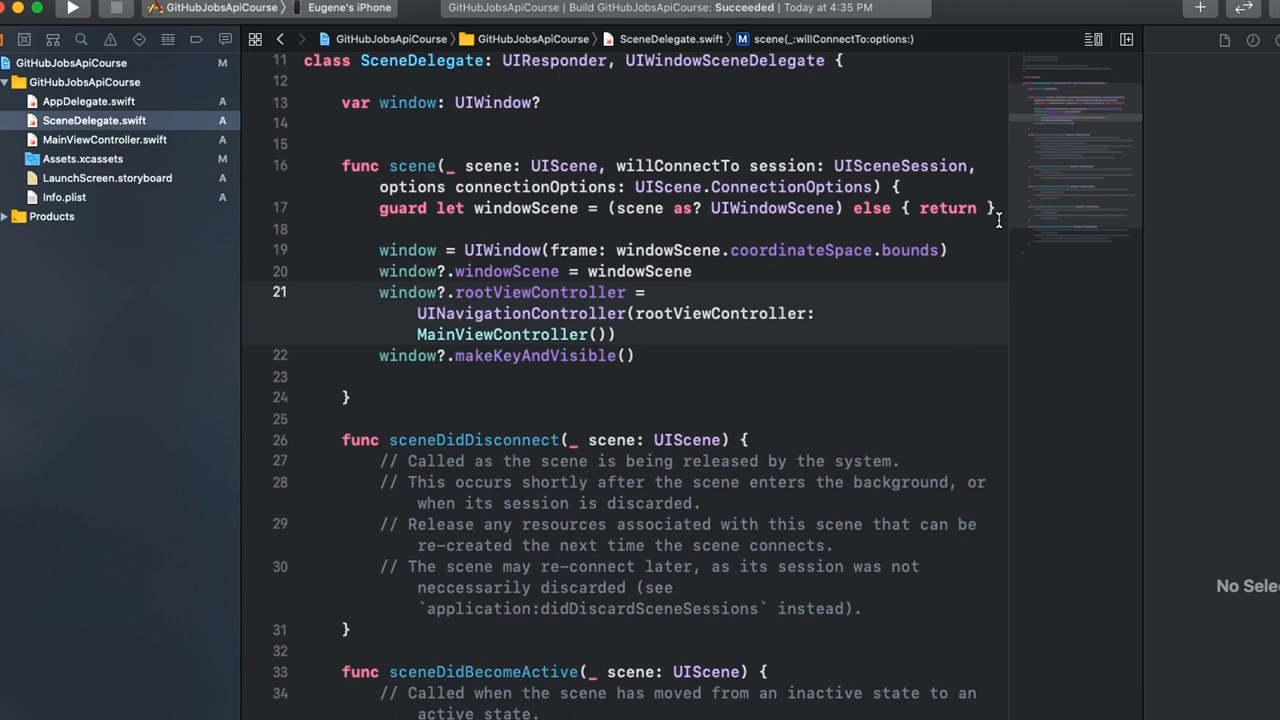 GitHubJobsApiCourse
Eugene's iPhone
GitHubJobsApiCourse | Build GitHubJobsApiCourse: Succeeded | Today at 4:35 PM
GitHubJobsApiCourse
GitHubJobsApiCourse
SceneDelegate.swift
M
scene(_:willConnectTo:options:)
GitHubJobsApiCourse M
GitHubJobsApiCourse
AppDelegate.swift A
SceneDelegate.swift A
MainViewController.swift A
Assets.xcassets M
LaunchScreen.storyboard A
Info.plist A
Products
11 class SceneDelegate: UIResponder, UIWindowSceneDelegate {
12
13 var window: UIWindow?
14
15
16 func scene(_ scene: UIScene, willConnectTo session: UISceneSession,
options connectionOptions: UIScene.ConnectionOptions) {
17 guard let windowScene = (scene as? UIWindowScene) else { return }
18
19 window = UIWindow(frame: windowScene.coordinateSpace.bounds)
20 window?.windowScene = windowScene
21 window?.rootViewController =
UINavigationController(rootViewController:
MainViewController())
22 window?.makeKeyAndVisible()
23
24 }
25
26 func sceneDidDisconnect(_ scene: UIScene) {
27 // Called as the scene is being released by the system.
28 // This occurs shortly after the scene enters the background, or
when its session is discarded.
29 // Release any resources associated with this scene that can be
re-created the next time the scene connects.
30 // The scene may re-connect later, as its session was not
neccessarily discarded (see
`application:didDiscardSceneSessions` instead).
31 }
32
33 func sceneDidBecomeActive(_ scene: UIScene) {
34 // Called when the scene has moved from an inactive state to an
active state.
No Sele